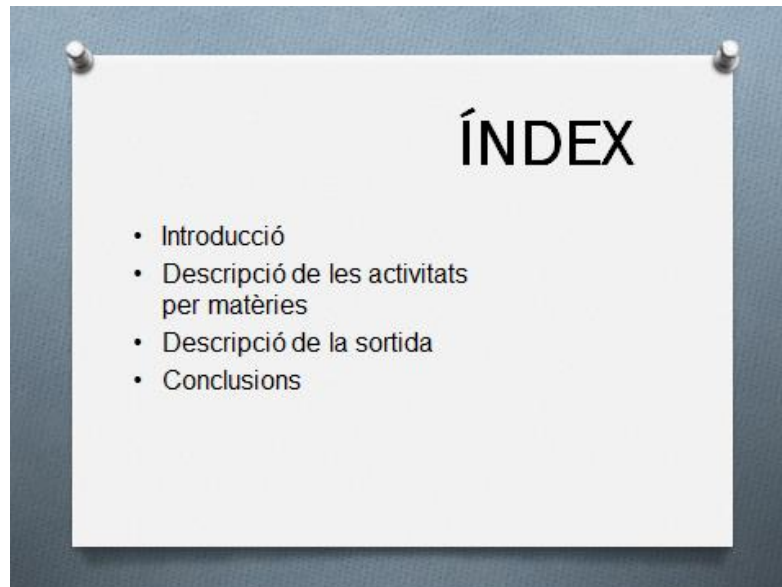 ÍNDEX
• Introducció
• Descripció de les activitats
per matèries
• Descripció de la sortida
• Conclusions